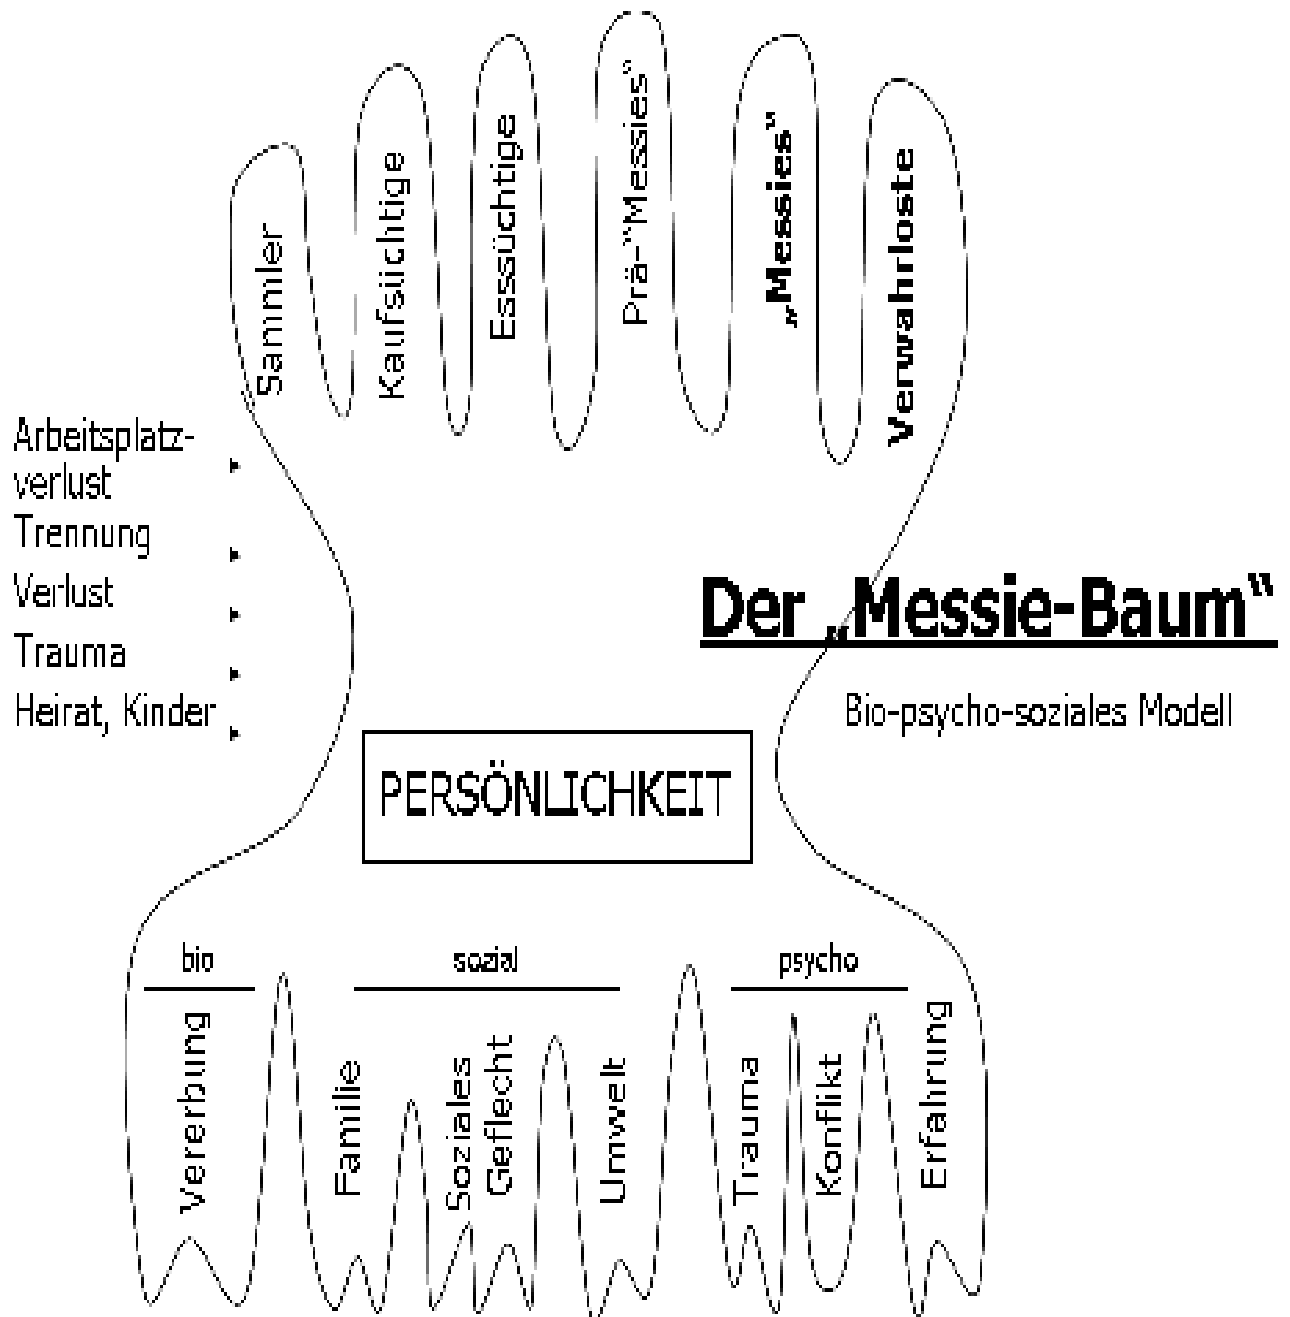 Sammler
Kaufsüchtige
Esssüchtige
Prä-"Messies“
„Messies“
Verwahrloste
Arbeitsplatz-
verlust
Trennung
Verlust
Trauma
Heirat, Kinder
Der „Messie-Baum“
Bio-psycho-soziales Modell
PERSÖNLICHKEIT
bio
sozial
psycho
Vererbung
Familie
Soziales
Geflecht
Umwelt
Trauma
Konflikt
Erfahrung